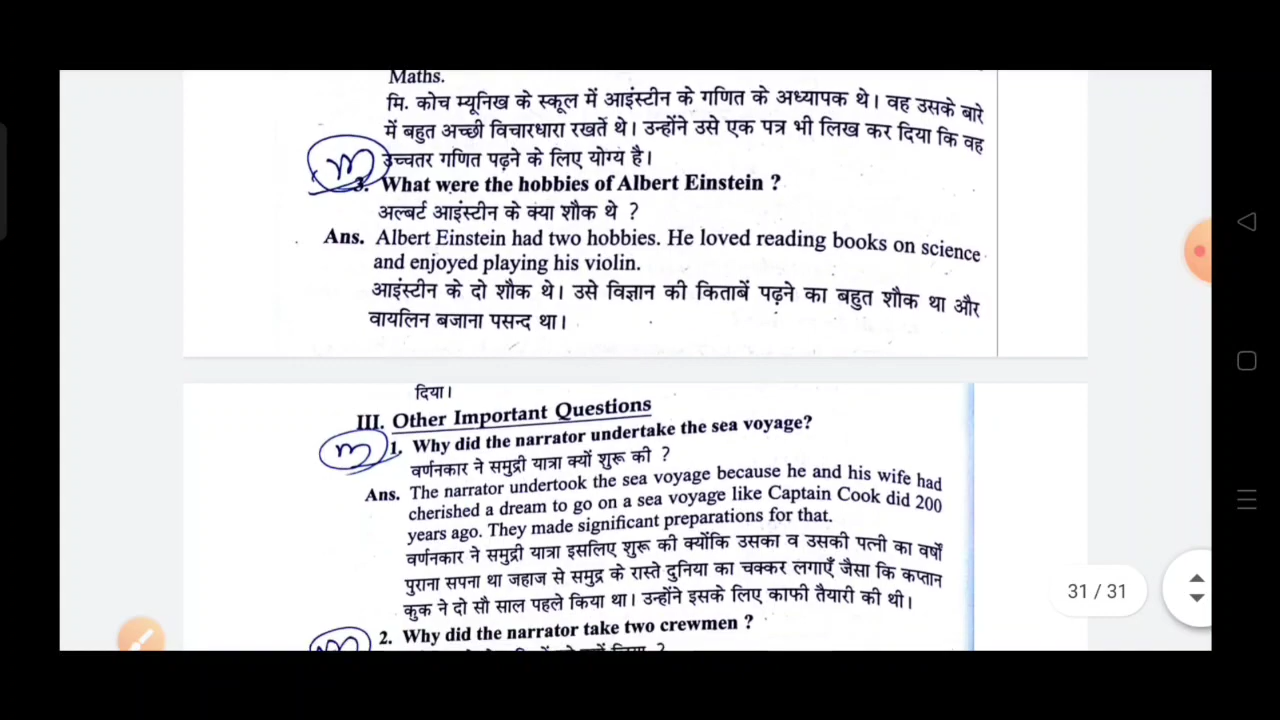 Maths.
मि. कोच म्यूनिख के स्कूल में आइंस्टीन के गणित के अध्यापक थे। वह उसके बारे
में बहुत अच्छी विचारधारा रखते थे। उन्होंने उसे एक पत्र भी लिख कर दिया कि वह
उच्चतर गणित पढ़ने के लिए योग्य है।
m
3. What were the hobbies of Albert Einstein ?
अल्बर्ट आइंस्टीन के क्या शौक थे ?
Ans. Albert Einstein had two hobbies. He loved reading books on science
and enjoyed playing his violin.
आइंस्टीन के दो शौक थे। उसे विज्ञान की किताबें पढ़ने का बहुत शौक था और
वायलिन बजाना पसन्द था।
दिया।
III. Other Important Questions
m
1. Why did the narrator undertake the sea voyage?
वर्णनकार ने समुद्री यात्रा क्यों शुरू की ?
Ans. The narrator undertook the sea voyage because he and his wife had
cherished a dream to go on a sea voyage like Captain Cook did 200
years ago. They made significant preparations for that.
वर्णनकार ने समुद्री यात्रा इसलिए शुरू की क्योंकि उसका व उसकी पत्नी का वर्षों
पुराना सपना था जहाज से समुद्र के रास्ते दुनिया का चक्कर लगाएँ जैसा कि कप्तान
कुक ने दो सौ साल पहले किया था। उन्होंने इसके लिए काफी तैयारी की थी।
31 / 31
m
2. Why did the narrator take two crewmen ?